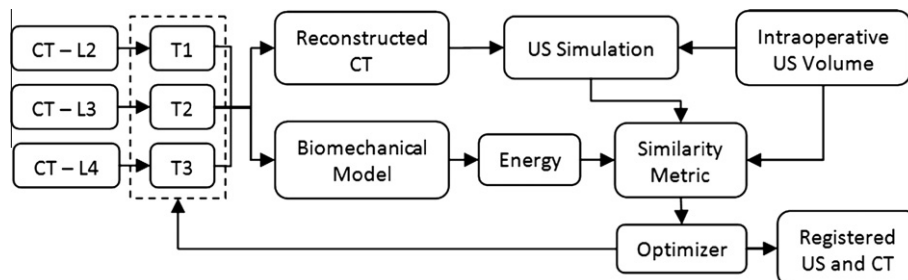 CT – L2
T1
Reconstructed
CT
US Simulation
Intraoperative
US Volume
CT – L3
T2
CT – L4
T3
Biomechanical
Model
Energy
Similarity
Metric
Optimizer
Registered
US and CT